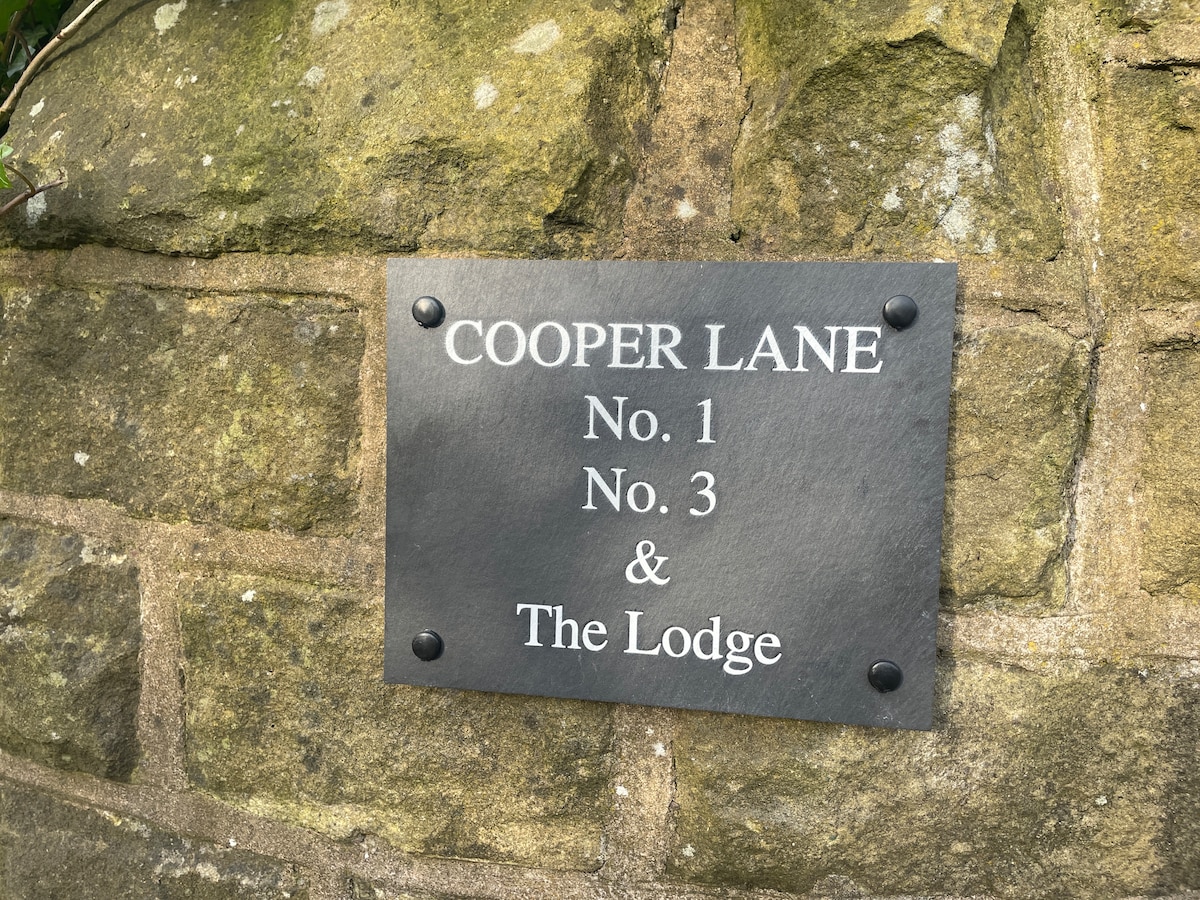 COOPER LANE
No. 1
No. 3
&
The Lodge